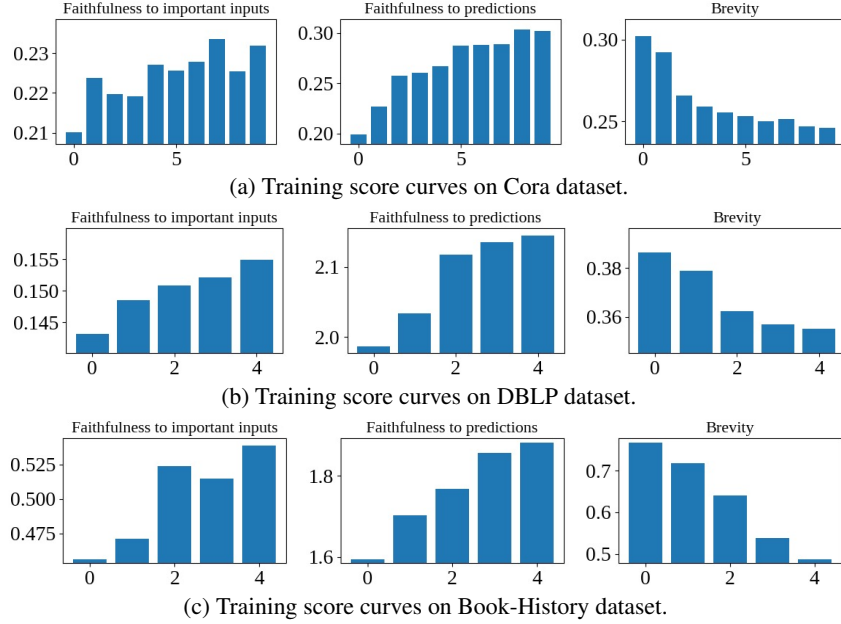 Faithfulness to important inputs
Faithfulness to predictions
Brevity
0.23
0.22
0.21
0 5
0.30
0.25
0.20
0 5
0.30
0.25
0 5
(a) Training score curves on Cora dataset.
Faithfulness to important inputs
Faithfulness to predictions
Brevity
0.155
0.150
0.145
0 2 4
2.1
2.0
0 2 4
0.38
0.36
0 2 4
(b) Training score curves on DBLP dataset.
Faithfulness to important inputs
Faithfulness to predictions
Brevity
0.525
0.500
0.475
0 2 4
1.8
1.6
0 2 4
0.7
0.6
0.5
0 2 4
(c) Training score curves on Book-History dataset.